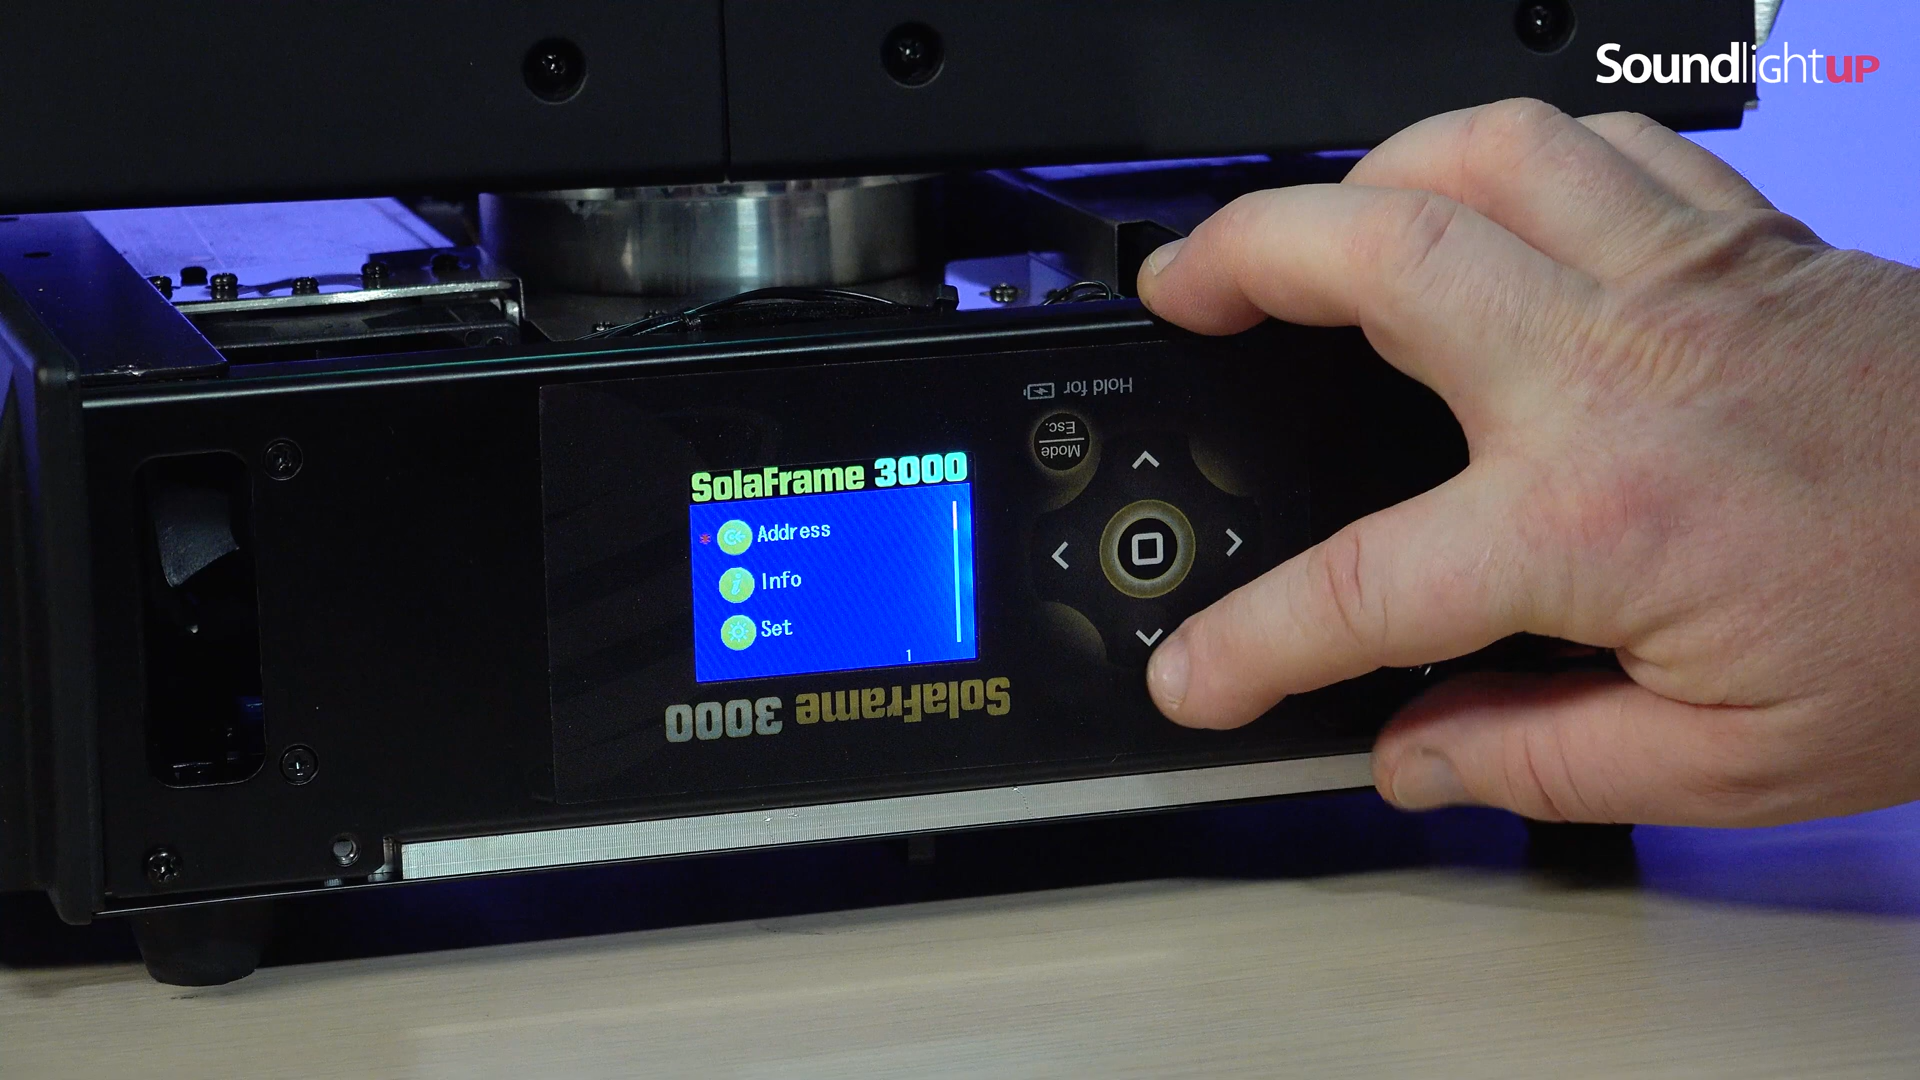 SoundlightUP
Hold for
Mode
Esc.
SolaFrame 3000
* Address
Info
Set
1
SolaFrame 3000